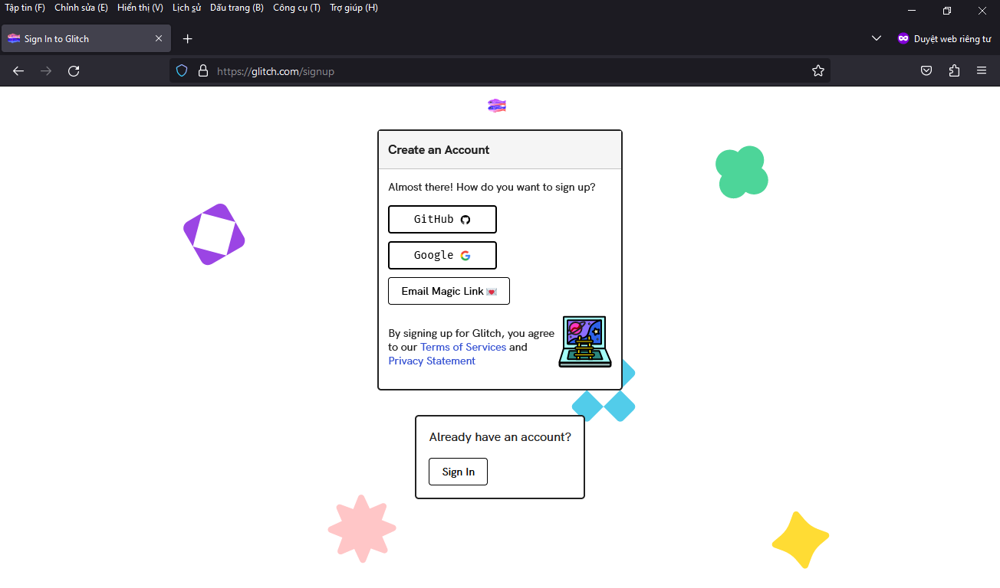 Tập tin (F) Chỉnh sửa (E) Hiển thị (V) Lịch sử Dấu trang (B) Công cụ (T) Trợ giúp (H)
Sign In to Glitch
Duyệt web riêng tư
https://glitch.com/signup
Create an Account
Almost there! How do you want to sign up?
GitHub
Google
Email Magic Link
By signing up for Glitch, you agree
to our Terms of Services and
Privacy Statement
Already have an account?
Sign In